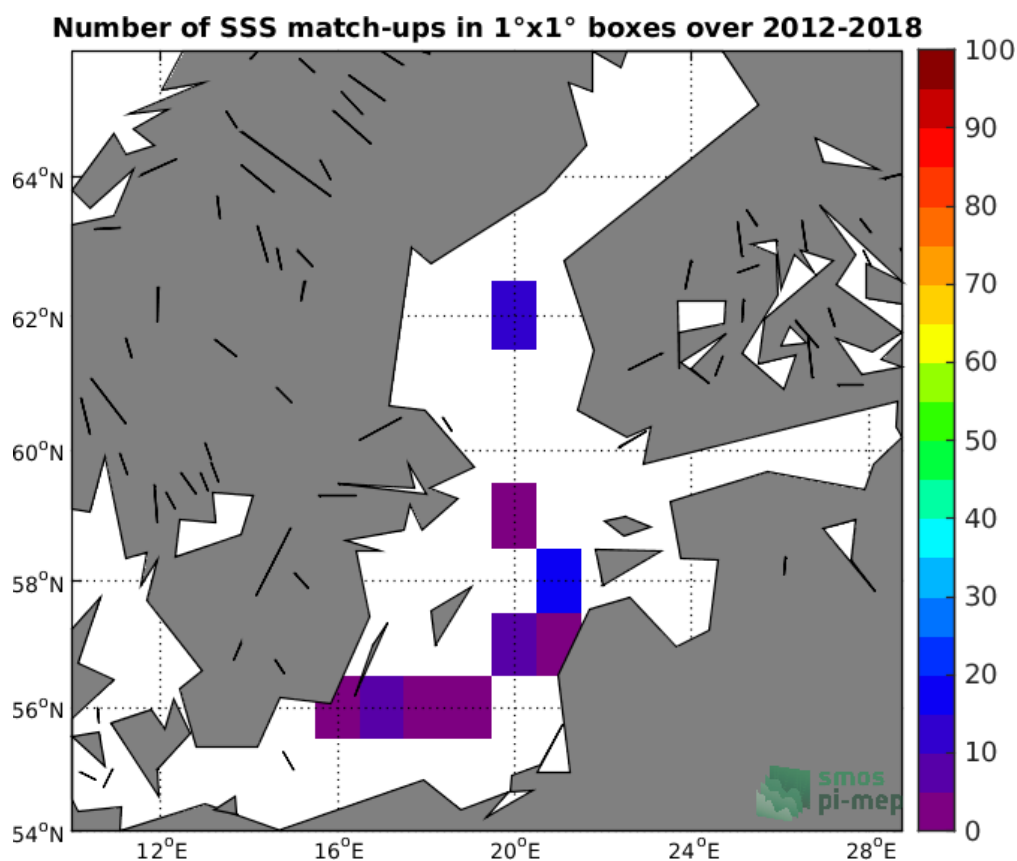 Number of SSS match-ups in 1°x1° boxes over 2012-2018
100
90
80
70
60
50
40
30
20
10
0
64°N
62°N
60°N
58°N
56°N
54°N
12°E
16°E
20°E
24°E
28°E
smos
pi-mep